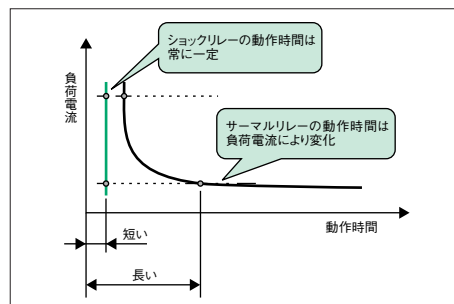 ショックリレーの動作時間は
常に一定
負荷電流
サーマルリレーの動作時間は
負荷電流により変化
動作時間
短い
長い